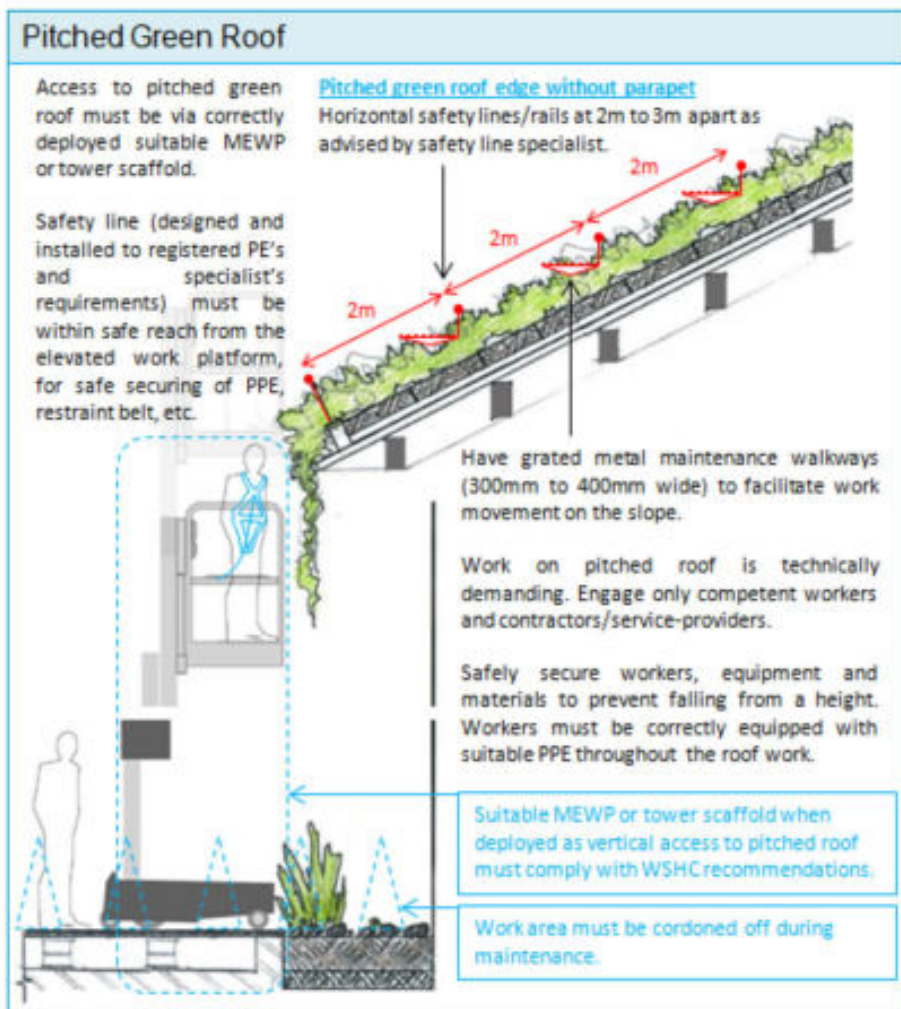 Pitched Green Roof
Access to pitched green
roof must be via correctly
deployed suitable MEWP
or tower scaffold.
Safety line (designed and
installed to registered PE's
and specialist's
requirements) must be
within safe reach from the
elevated work platform,
for safe securing of PPE,
restraint belt, etc.
Pitched green roof edge without parapet
Horizontal safety lines/rails at 2m to 3m apart as
advised by safety line specialist.
2m
2m
2m
Have grated metal maintenance walkways
(300mm to 400mm wide) to facilitate work
movement on the slope.
Work on pitched roof is technically
demanding. Engage only competent workers
and contractors/service-providers.
Safely secure workers, equipment and
materials to prevent falling from a height.
Workers must be correctly equipped with
suitable PPE throughout the roof work.
Suitable MEWP or tower scaffold when
deployed as vertical access to pitched roof
must comply with WSHC recommendations.
Work area must be cordoned off during
maintenance.